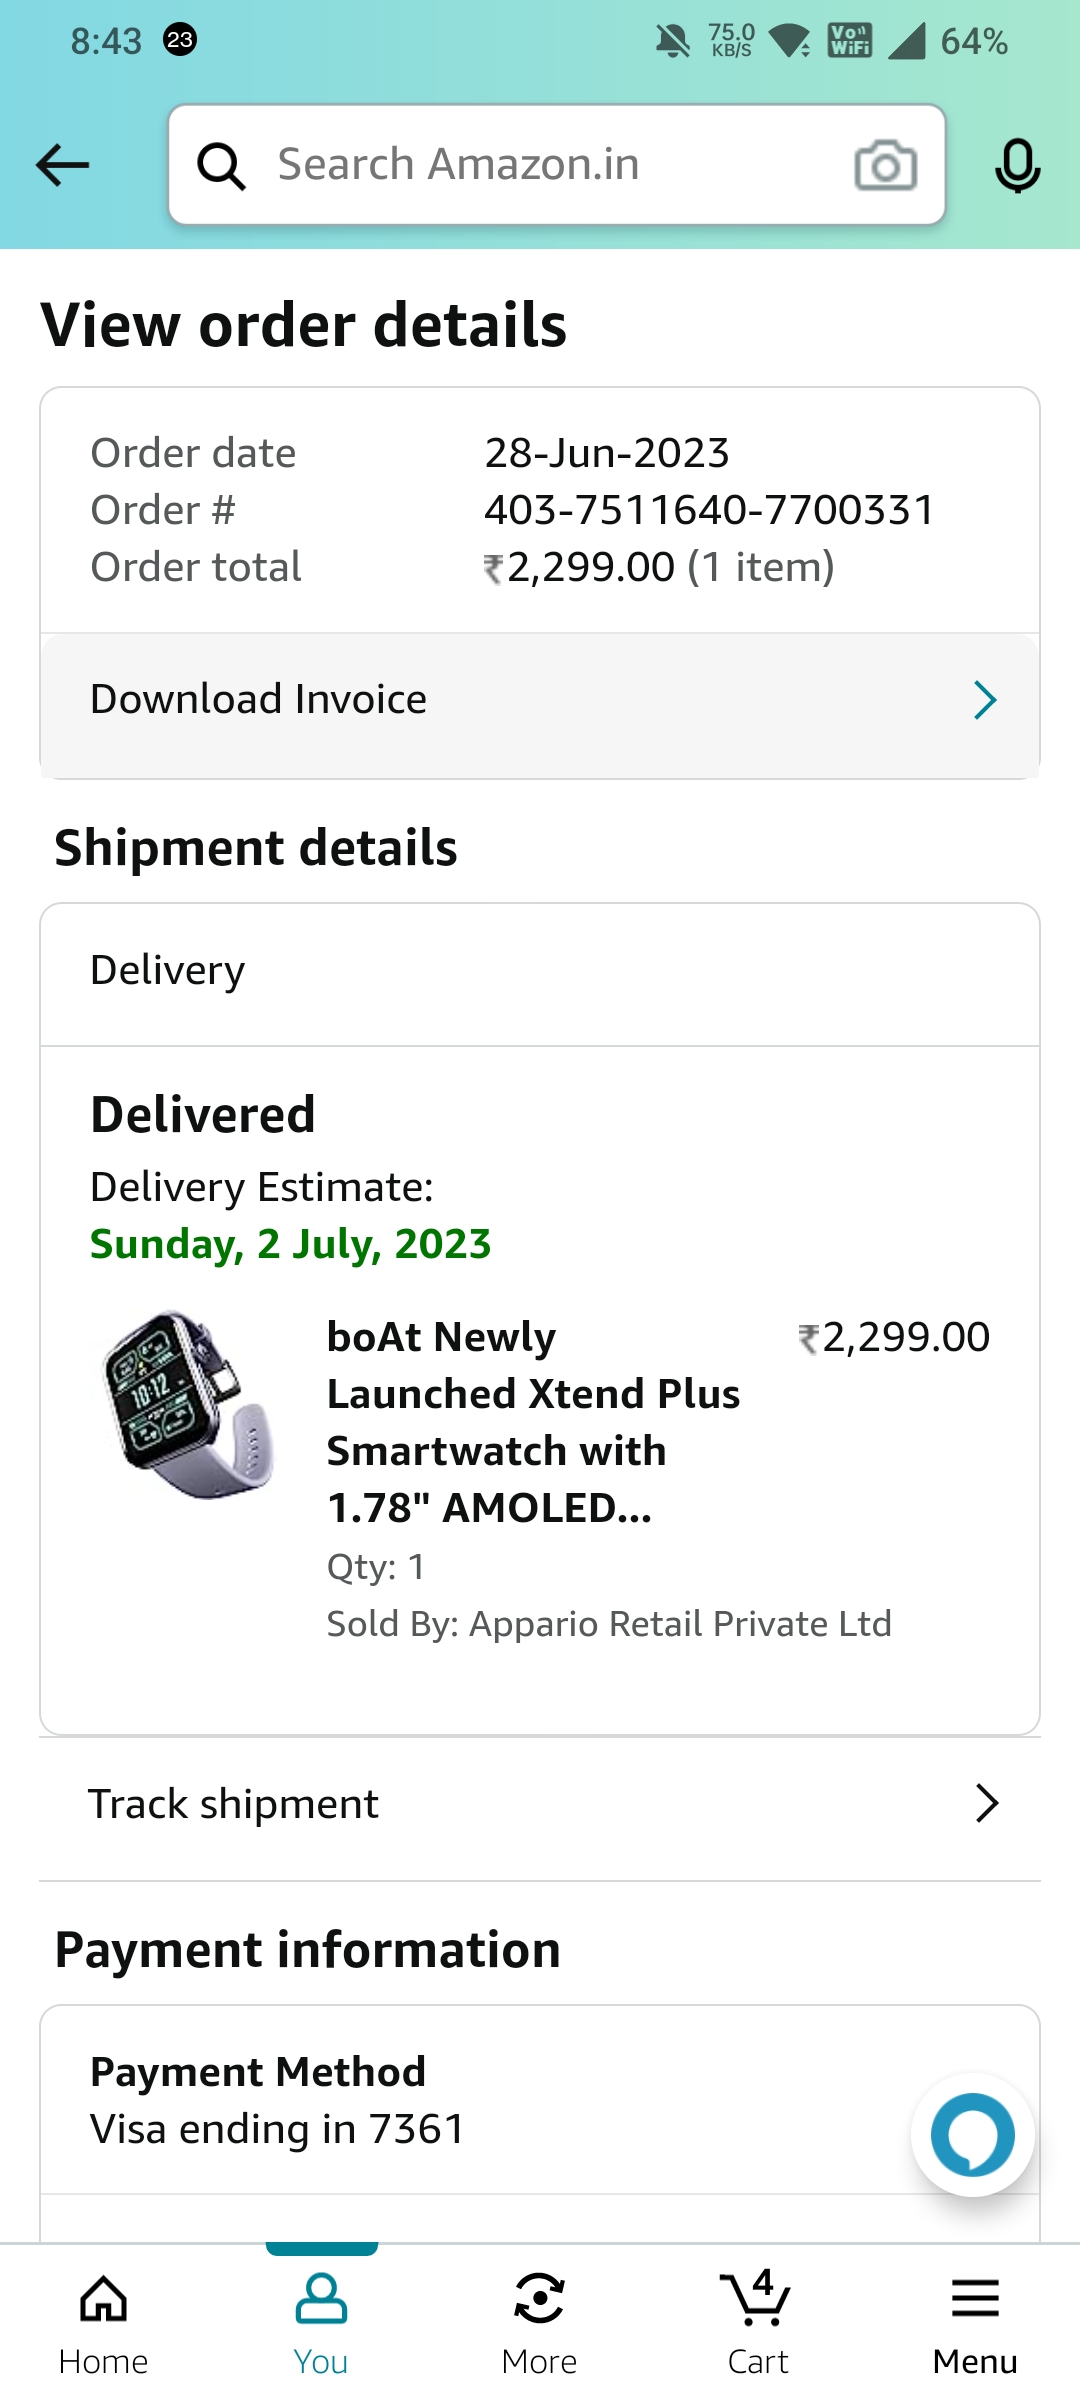 8:43 23 75.0 KB/S Vo WiFi 64%
Search Amazon.in
View order details
Order date 28-Jun-2023
Order # 403-7511640-7700331
Order total ₹2,299.00 (1 item)
Download Invoice
Shipment details
Delivery
Delivered
Delivery Estimate:
Sunday, 2 July, 2023
boAt Newly ₹2,299.00
Launched Xtend Plus
Smartwatch with
1.78" AMOLED...
Qty: 1
Sold By: Appario Retail Private Ltd
10:12
Track shipment
Payment information
Payment Method
Visa ending in 7361
4
Home You More Cart Menu